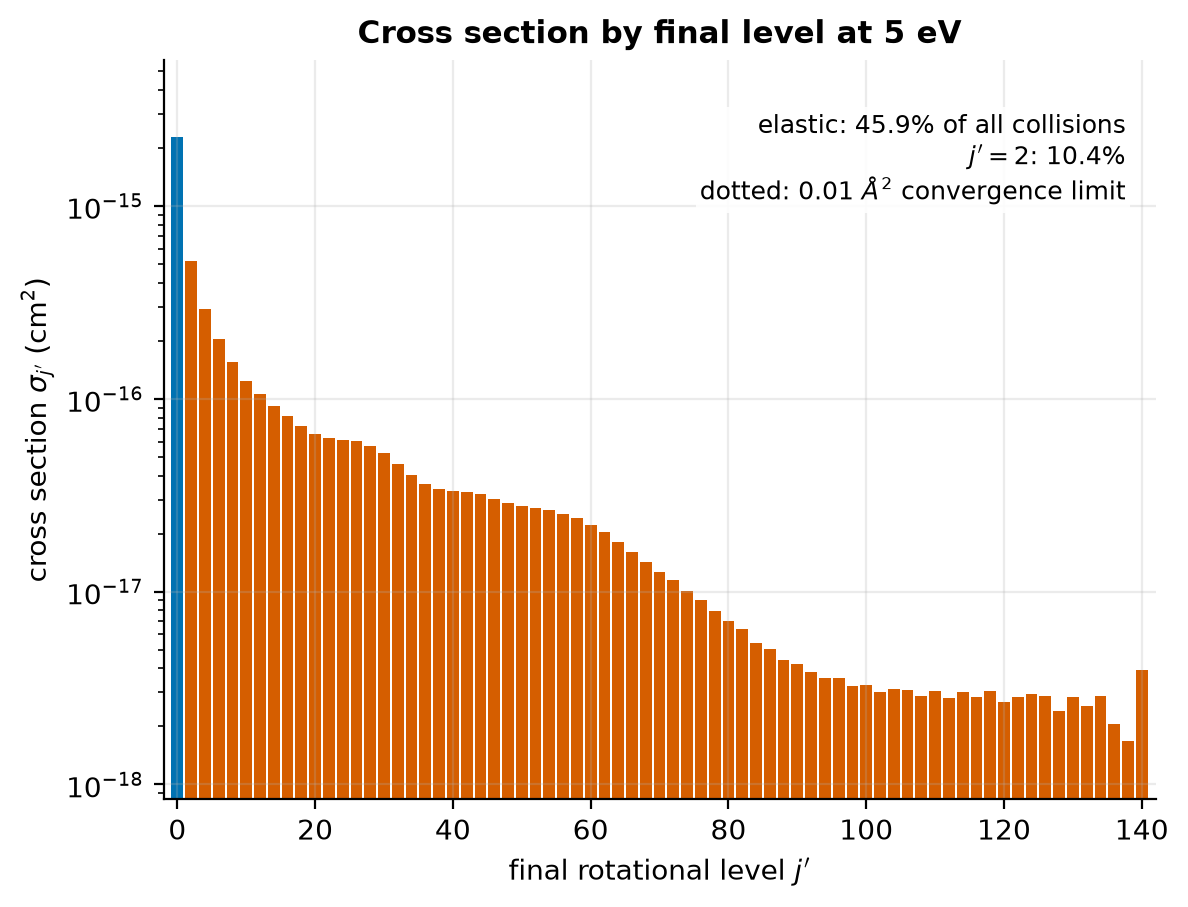 Cross section by final level at 5 eV
elastic: 45.9% of all collisions
j′ = 2: 10.4%
dotted: 0.01 Å² convergence limit
cross section σⱼ′ (cm²)
10⁻¹⁵
10⁻¹⁶
10⁻¹⁷
10⁻¹⁸
0 20 40 60 80 100 120 140
final rotational level j′